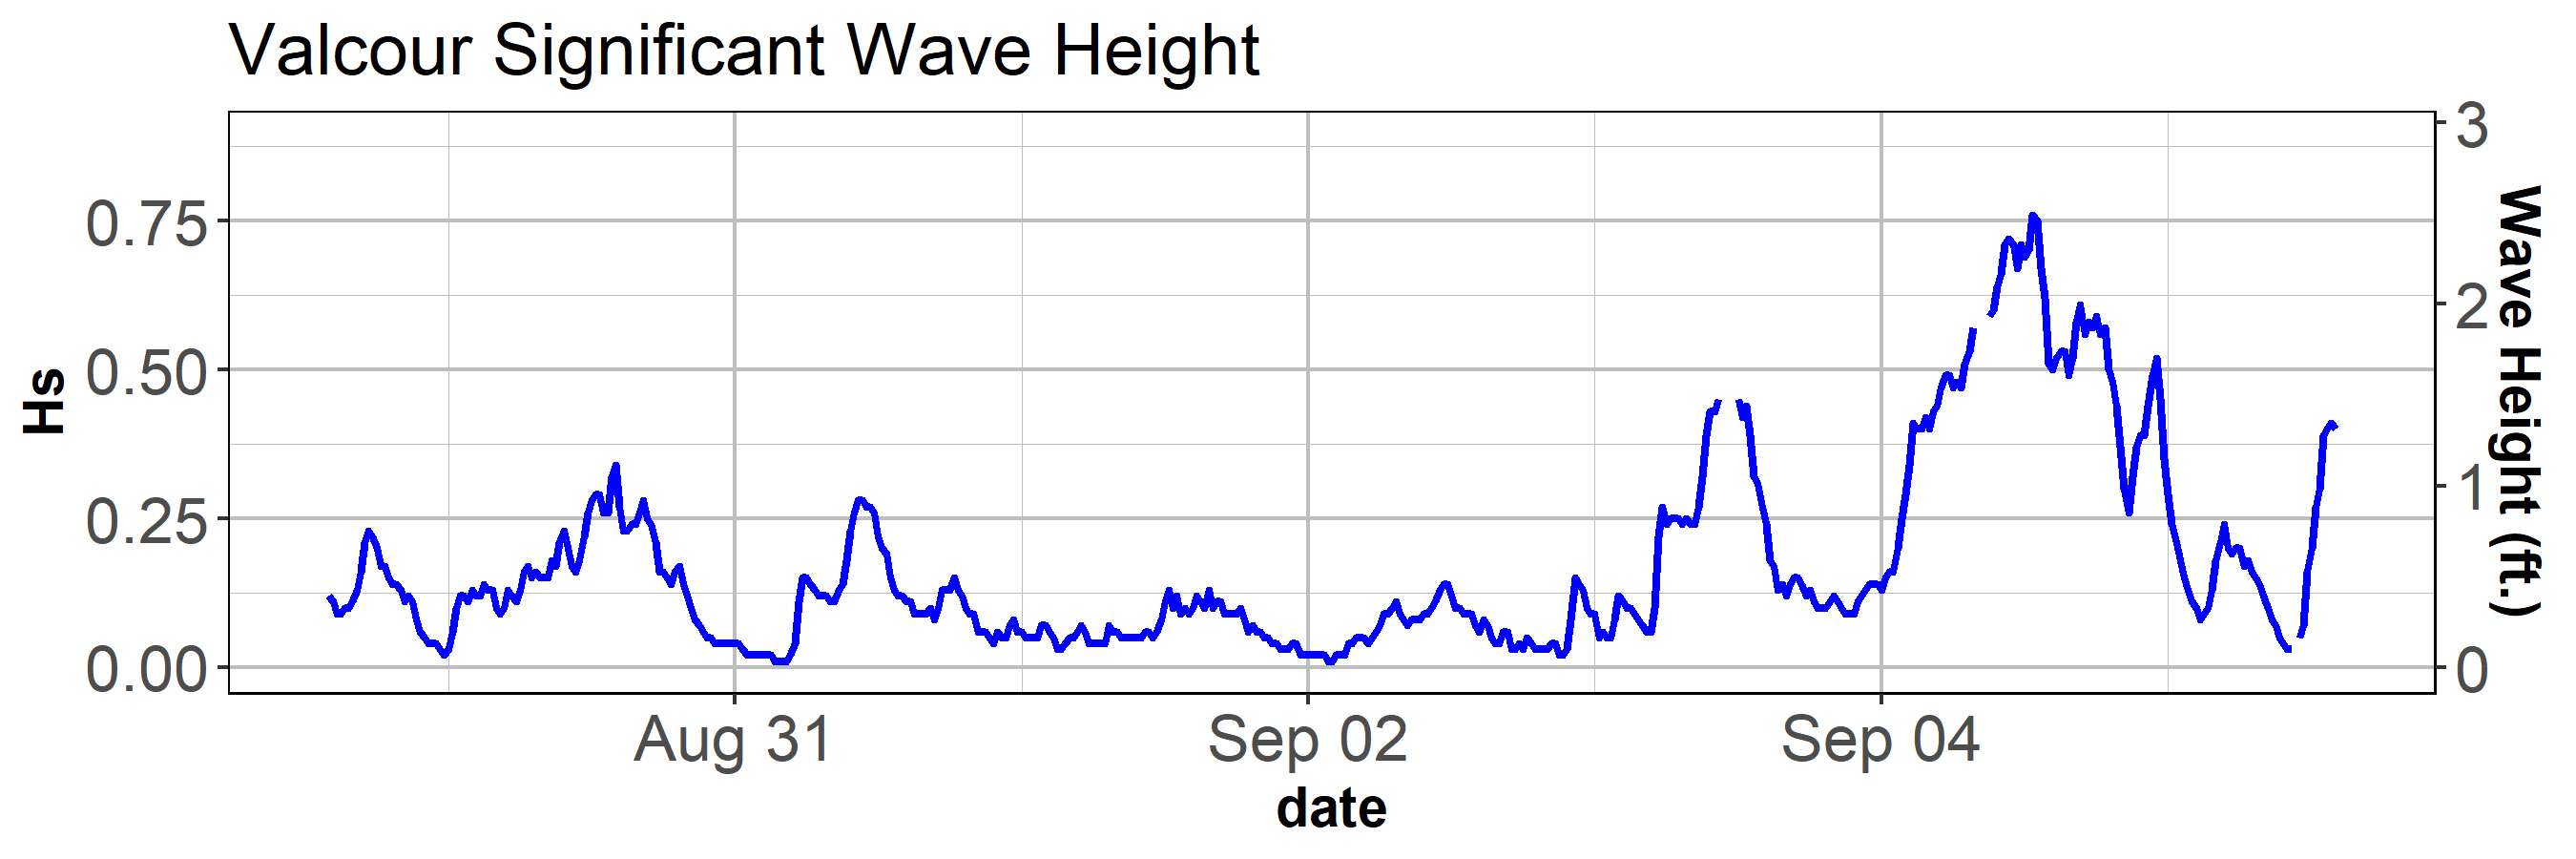 Valcour Significant Wave Height
Hs
0.75
0.50
0.25
0.00
3
2
1
0
Wave Height (ft.)
Aug 31
Sep 02
Sep 04
date